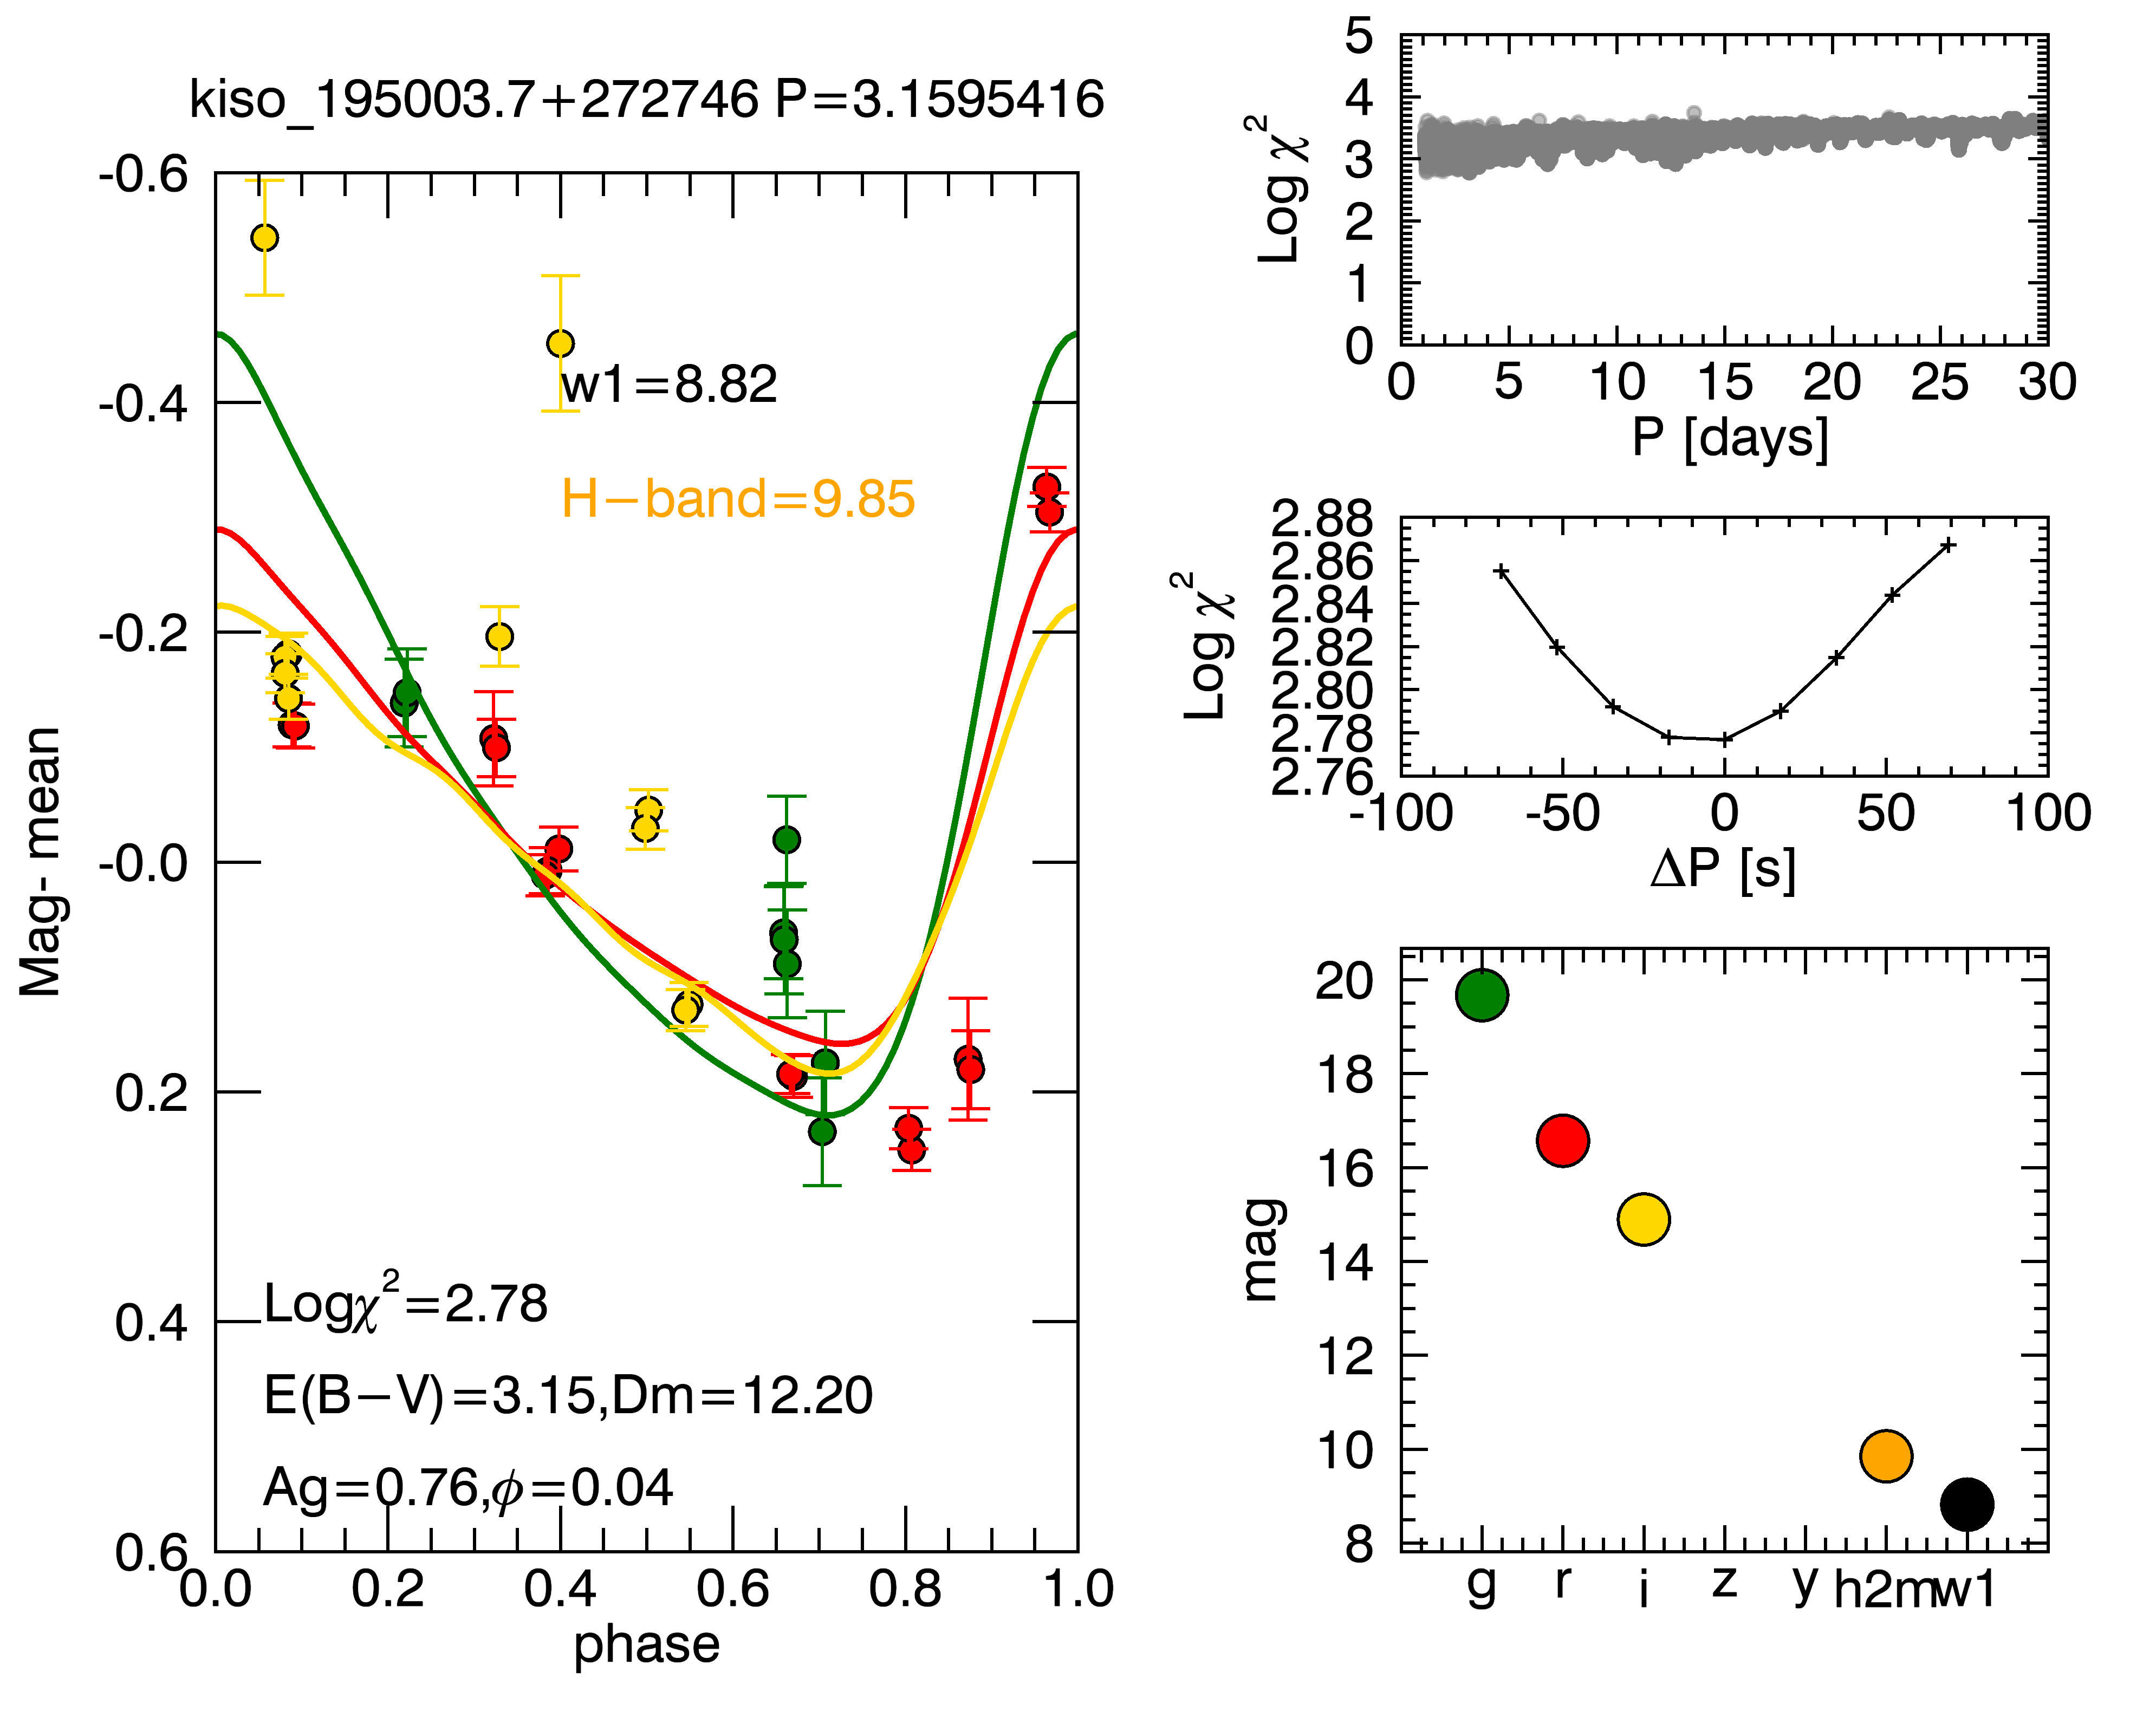 kiso_195003.7+272746 P=3.1595416
-0.6
-0.4
-0.2
-0.0
0.2
0.4
0.6
Mag- mean
w1=8.82
H−band=9.85
Logχ²=2.78
E(B−V)=3.15,Dm=12.20
Ag=0.76,ϕ=0.04
0.0 0.2 0.4 0.6 0.8 1.0
phase
5
4
3
2
1
0
Log χ²
0 5 10 15 20 25 30
P [days]
2.88
2.86
2.84
2.82
2.80
2.78
2.76
Log χ²
-100 -50 0 50 100
ΔP [s]
20
18
16
14
12
10
8
mag
g r i z y h2m w1